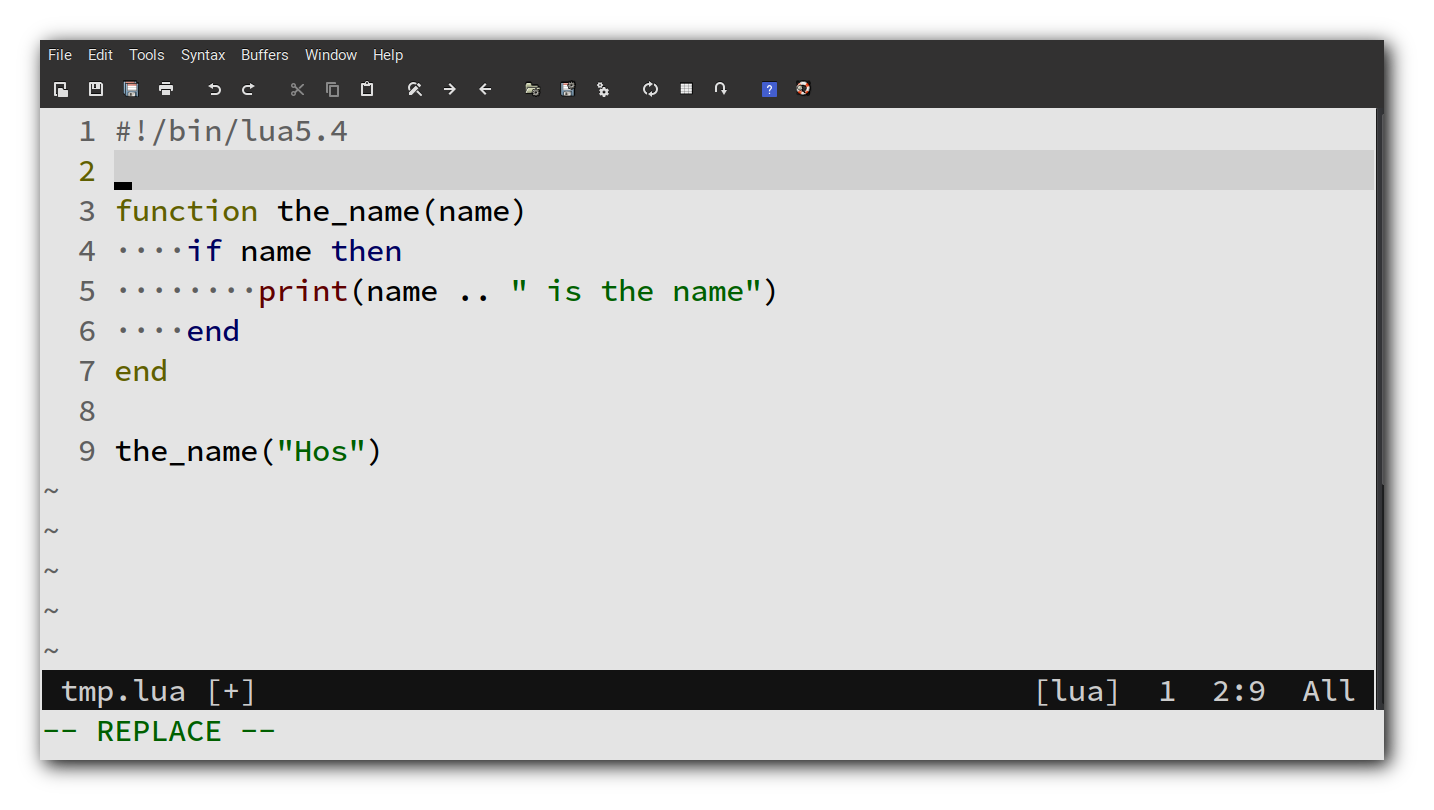 File Edit Tools Syntax Buffers Window Help
?
1 #!/bin/lua5.4
2
3 function the_name(name)
4 ····if name then
5 ········print(name .. " is the name")
6 ····end
7 end
8
9 the_name("Hos")
~
~
~
~
~
tmp.lua [+] [lua] 1 2:9 All
-- REPLACE --